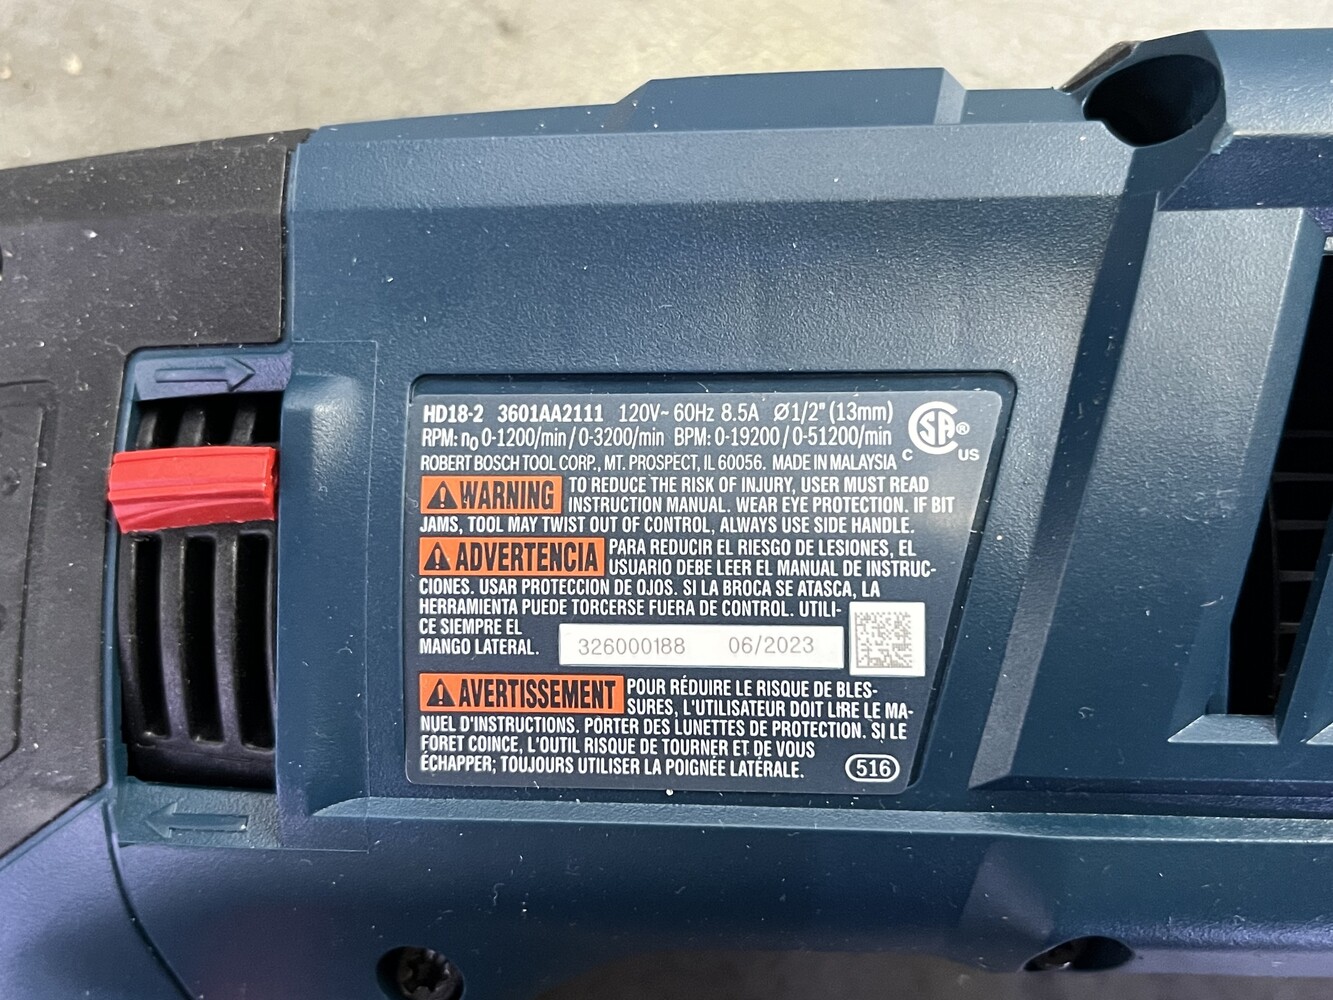 HD18-2 3601AA2111 120V~ 60Hz 8.5A Ø1/2" (13mm)
RPM: n0 0-1200/min / 0-3200/min BPM: 0-19200 / 0-51200/min
C SA ® C US
ROBERT BOSCH TOOL CORP., MT. PROSPECT, IL 60056. MADE IN MALAYSIA
WARNING TO REDUCE THE RISK OF INJURY, USER MUST READ
INSTRUCTION MANUAL. WEAR EYE PROTECTION. IF BIT
JAMS, TOOL MAY TWIST OUT OF CONTROL, ALWAYS USE SIDE HANDLE.
ADVERTENCIA PARA REDUCIR EL RIESGO DE LESIONES, EL
USUARIO DEBE LEER EL MANUAL DE INSTRUC-
CIONES. USAR PROTECCION DE OJOS. SI LA BROCA SE ATASCA, LA
HERRAMIENTA PUEDE TORCERSE FUERA DE CONTROL. UTILI-
CE SIEMPRE EL
MANGO LATERAL.
326000188 06/2023
AVERTISSEMENT POUR RÉDUIRE LE RISQUE DE BLES-
SURES, L'UTILISATEUR DOIT LIRE LE MA-
NUEL D'INSTRUCTIONS. PORTER DES LUNETTES DE PROTECTION. SI LE
FORET COINCE, L'OUTIL RISQUE DE TOURNER ET DE VOUS
ÉCHAPPER; TOUJOURS UTILISER LA POIGNÉE LATÉRALE.
516